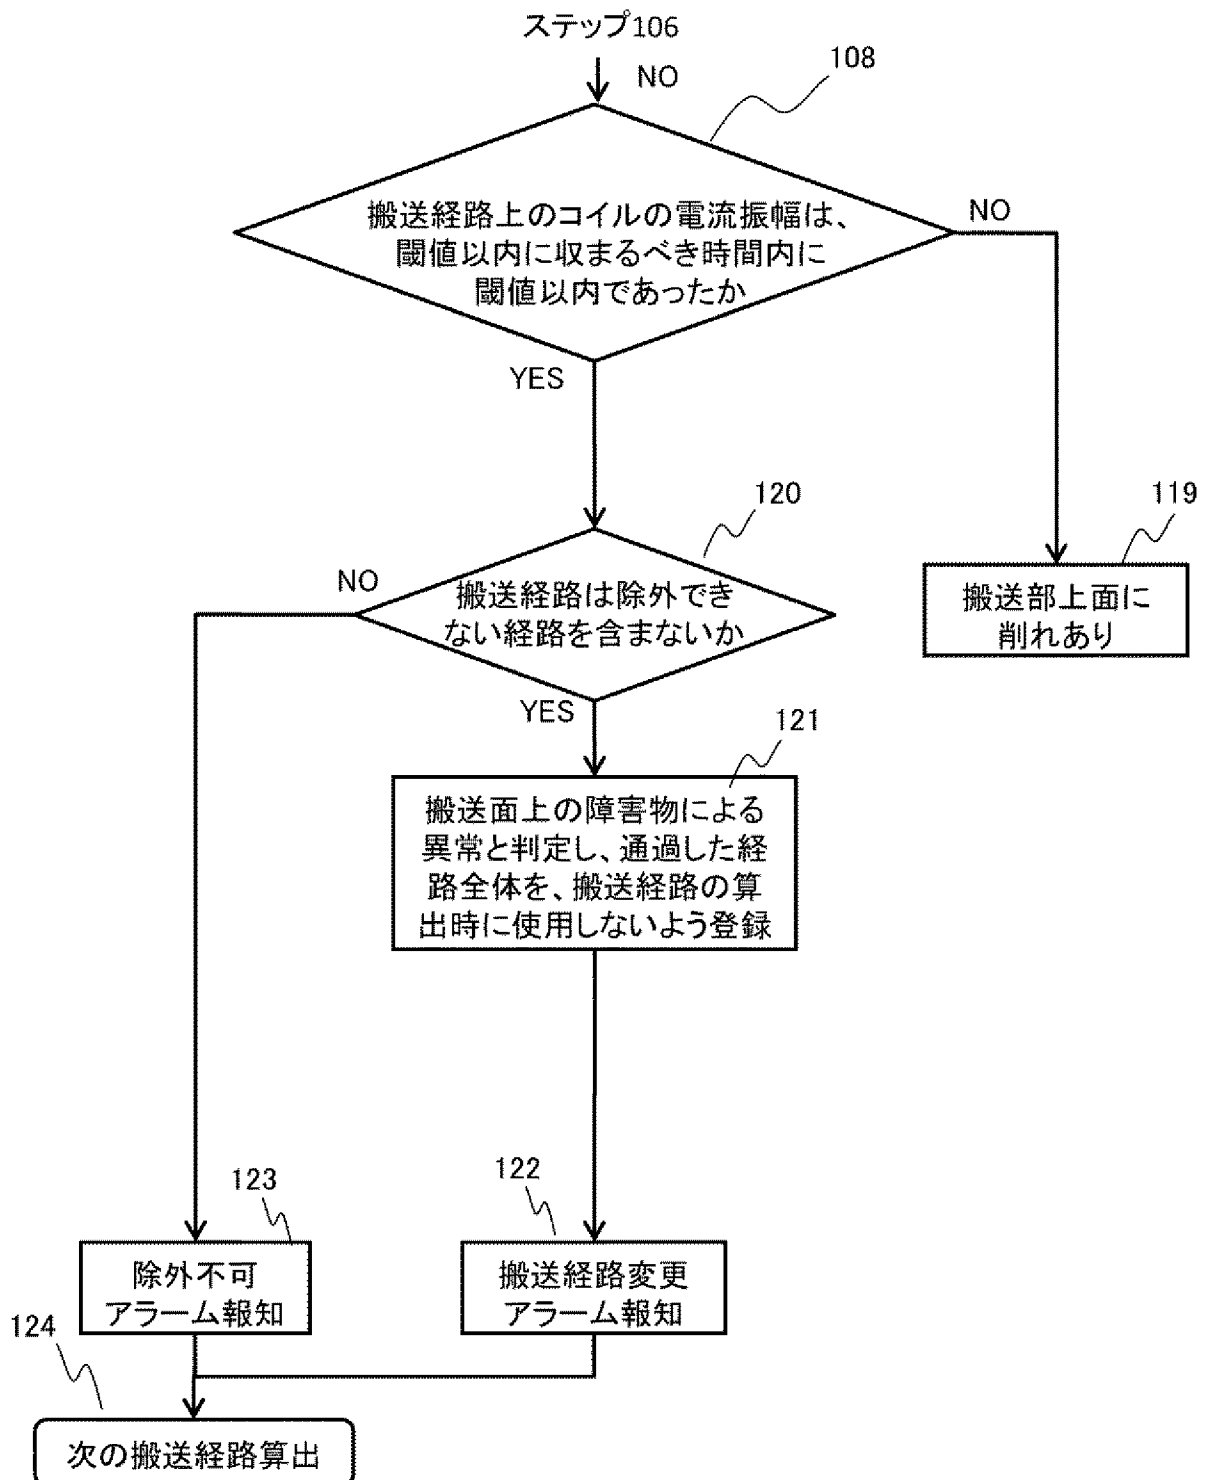 ステップ106
NO
108
搬送経路上のコイルの電流振幅は、
閾値以内に収まるべき時間内に
閾値以内であったか
NO
YES
120
119
NO
搬送経路は除外でき
ない経路を含まないか
搬送部上面に
削れあり
YES
121
搬送面上の障害物による
異常と判定し、通過した経
路全体を、搬送経路の算
出時に使用しないよう登録
123
122
除外不可
アラーム報知
搬送経路変更
アラーム報知
124
次の搬送経路算出